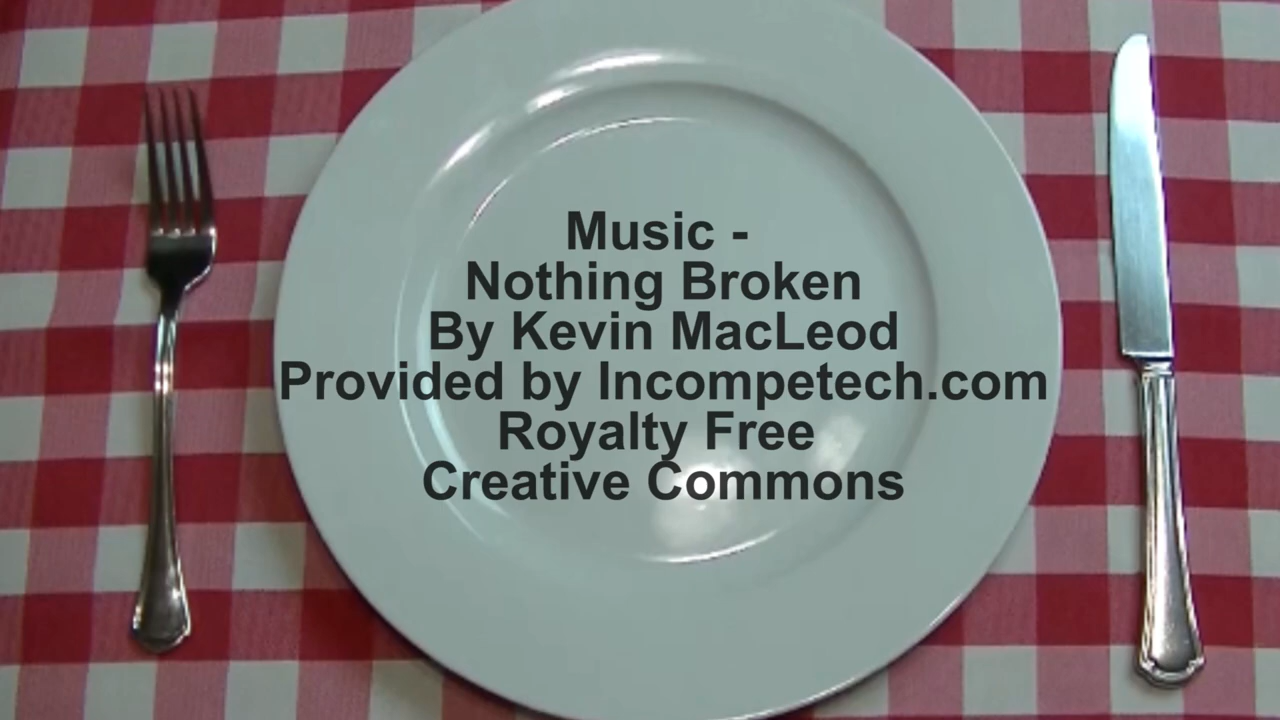 Music -
Nothing Broken
By Kevin MacLeod
Provided by Incompetech.com
Royalty Free
Creative Commons